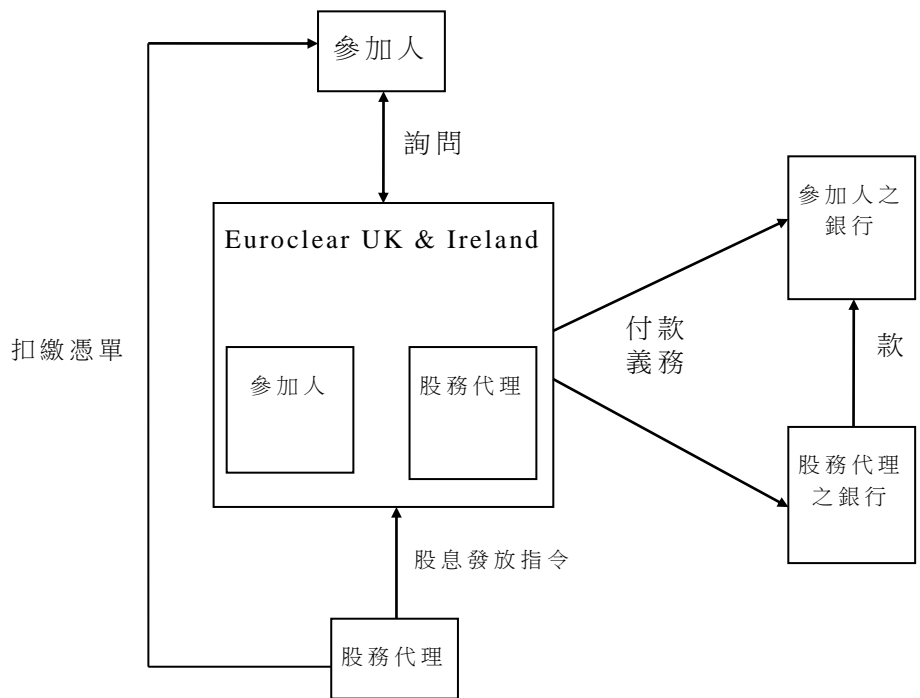 參加人
詢問
Euroclear UK & Ireland
參加人之
銀行
扣繳憑單
付款
義務
款
參加人
股務代理
股務代理
之銀行
股息發放指令
股務代理